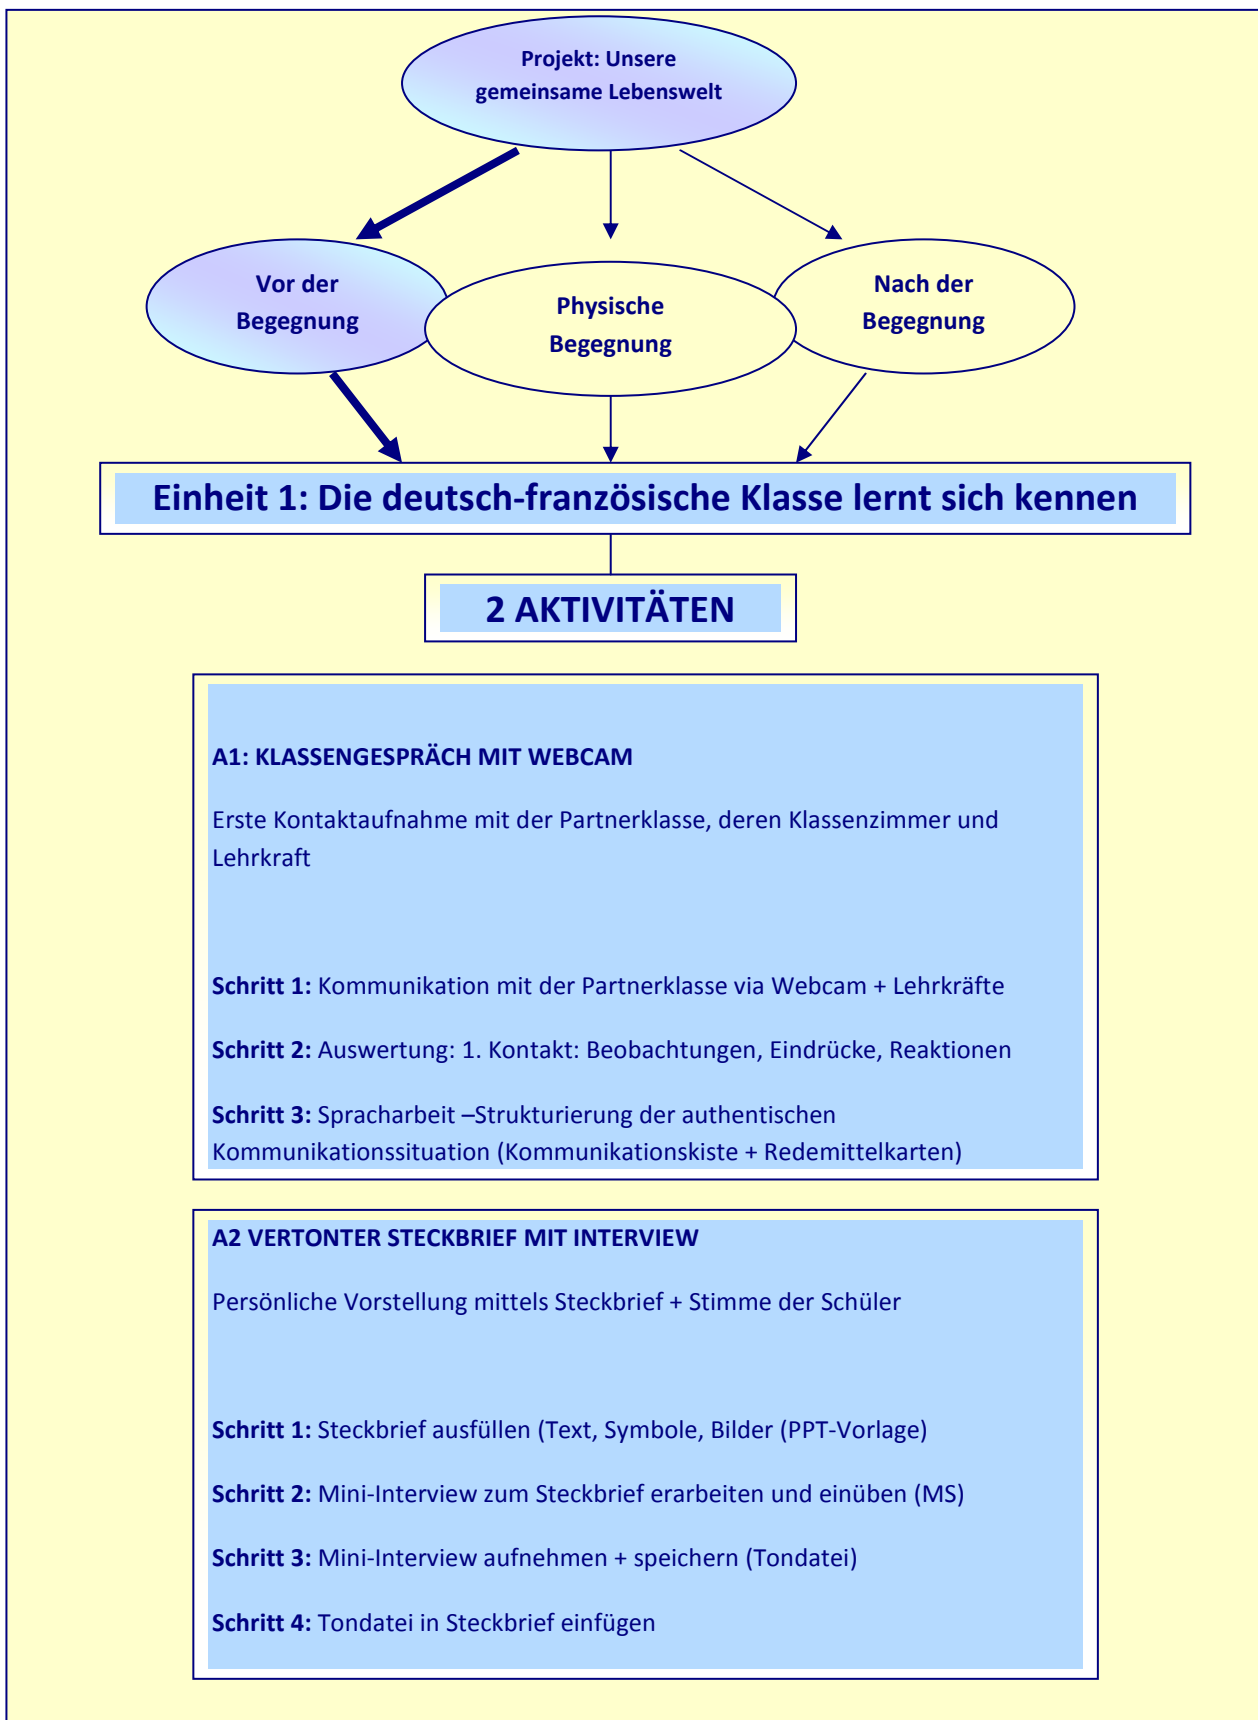 Projekt: Unsere
gemeinsame Lebenswelt
Vor der
Begegnung
Physische
Begegnung
Nach der
Begegnung
Einheit 1: Die deutsch-französische Klasse lernt sich kennen
2 AKTIVITÄTEN
A1: KLASSENGESPRÄCH MIT WEBCAM
Erste Kontaktaufnahme mit der Partnerklasse, deren Klassenzimmer und
Lehrkraft
Schritt 1: Kommunikation mit der Partnerklasse via Webcam + Lehrkräfte
Schritt 2: Auswertung: 1. Kontakt: Beobachtungen, Eindrücke, Reaktionen
Schritt 3: Spracharbeit –Strukturierung der authentischen
Kommunikationssituation (Kommunikationskiste + Redemittelkarten)
A2 VERTONTER STECKBRIEF MIT INTERVIEW
Persönliche Vorstellung mittels Steckbrief + Stimme der Schüler
Schritt 1: Steckbrief ausfüllen (Text, Symbole, Bilder (PPT-Vorlage)
Schritt 2: Mini-Interview zum Steckbrief erarbeiten und einüben (MS)
Schritt 3: Mini-Interview aufnehmen + speichern (Tondatei)
Schritt 4: Tondatei in Steckbrief einfügen